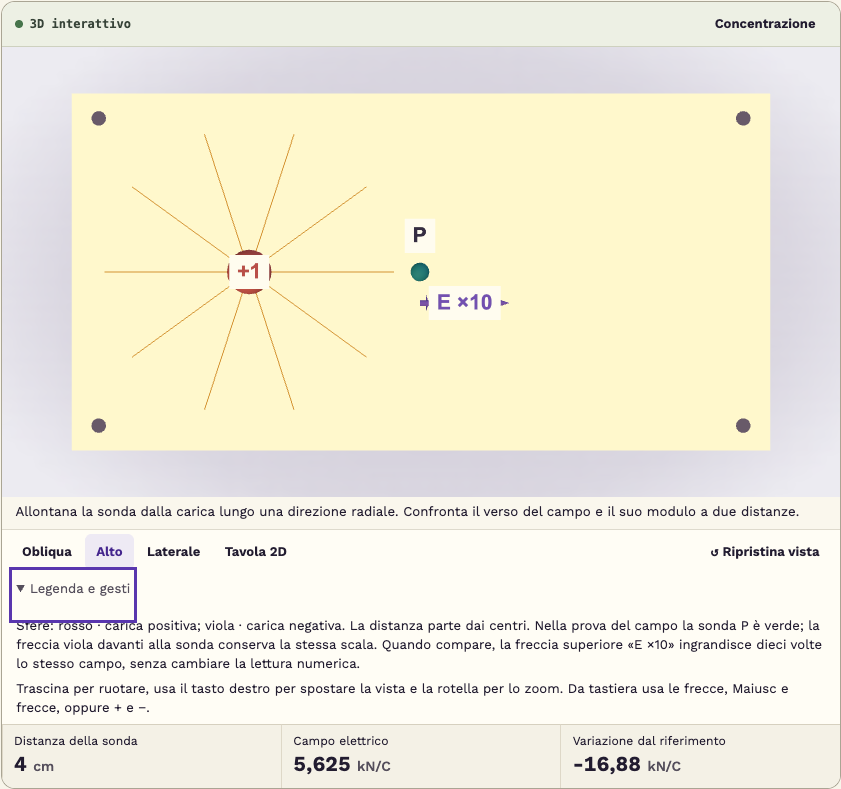 3D interattivo
Concentrazione
P
+1
E ×10
Allontana la sonda dalla carica lungo una direzione radiale. Confronta il verso del campo e il suo modulo a due distanze.
Obliqua Alto Laterale Tavola 2D ↺ Ripristina vista
▼ Legenda e gesti
Sfere: rosso · carica positiva; viola · carica negativa. La distanza parte dai centri. Nella prova del campo la sonda P è verde; la
freccia viola davanti alla sonda conserva la stessa scala. Quando compare, la freccia superiore «E ×10» ingrandisce dieci volte
lo stesso campo, senza cambiare la lettura numerica.
Trascina per ruotare, usa il tasto destro per spostare la vista e la rotella per lo zoom. Da tastiera usa le frecce, Maiusc e
frecce, oppure + e −.
Distanza della sonda
4 cm
Campo elettrico
5,625 kN/C
Variazione dal riferimento
-16,88 kN/C